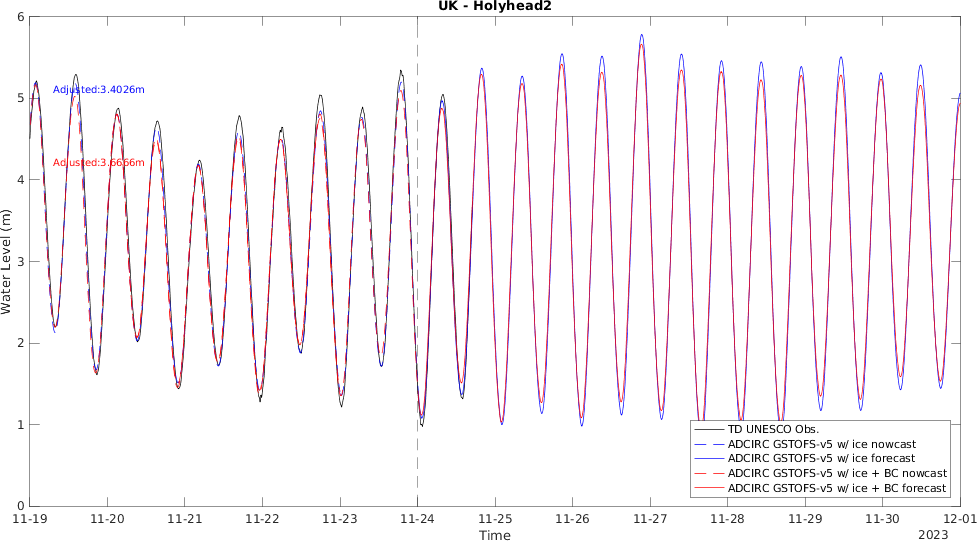 UK - Holyhead2
6
5
4
3
2
1
0
Water Level (m)
Adjusted:3.4026m
Adjusted:3.6666m
TD UNESCO Obs.
ADCIRC GSTOFS-v5 w/ ice nowcast
ADCIRC GSTOFS-v5 w/ ice forecast
ADCIRC GSTOFS-v5 w/ ice + BC nowcast
ADCIRC GSTOFS-v5 w/ ice + BC forecast
11-19 11-20 11-21 11-22 11-23 11-24 11-25 11-26 11-27 11-28 11-29 11-30 12-01
Time
2023